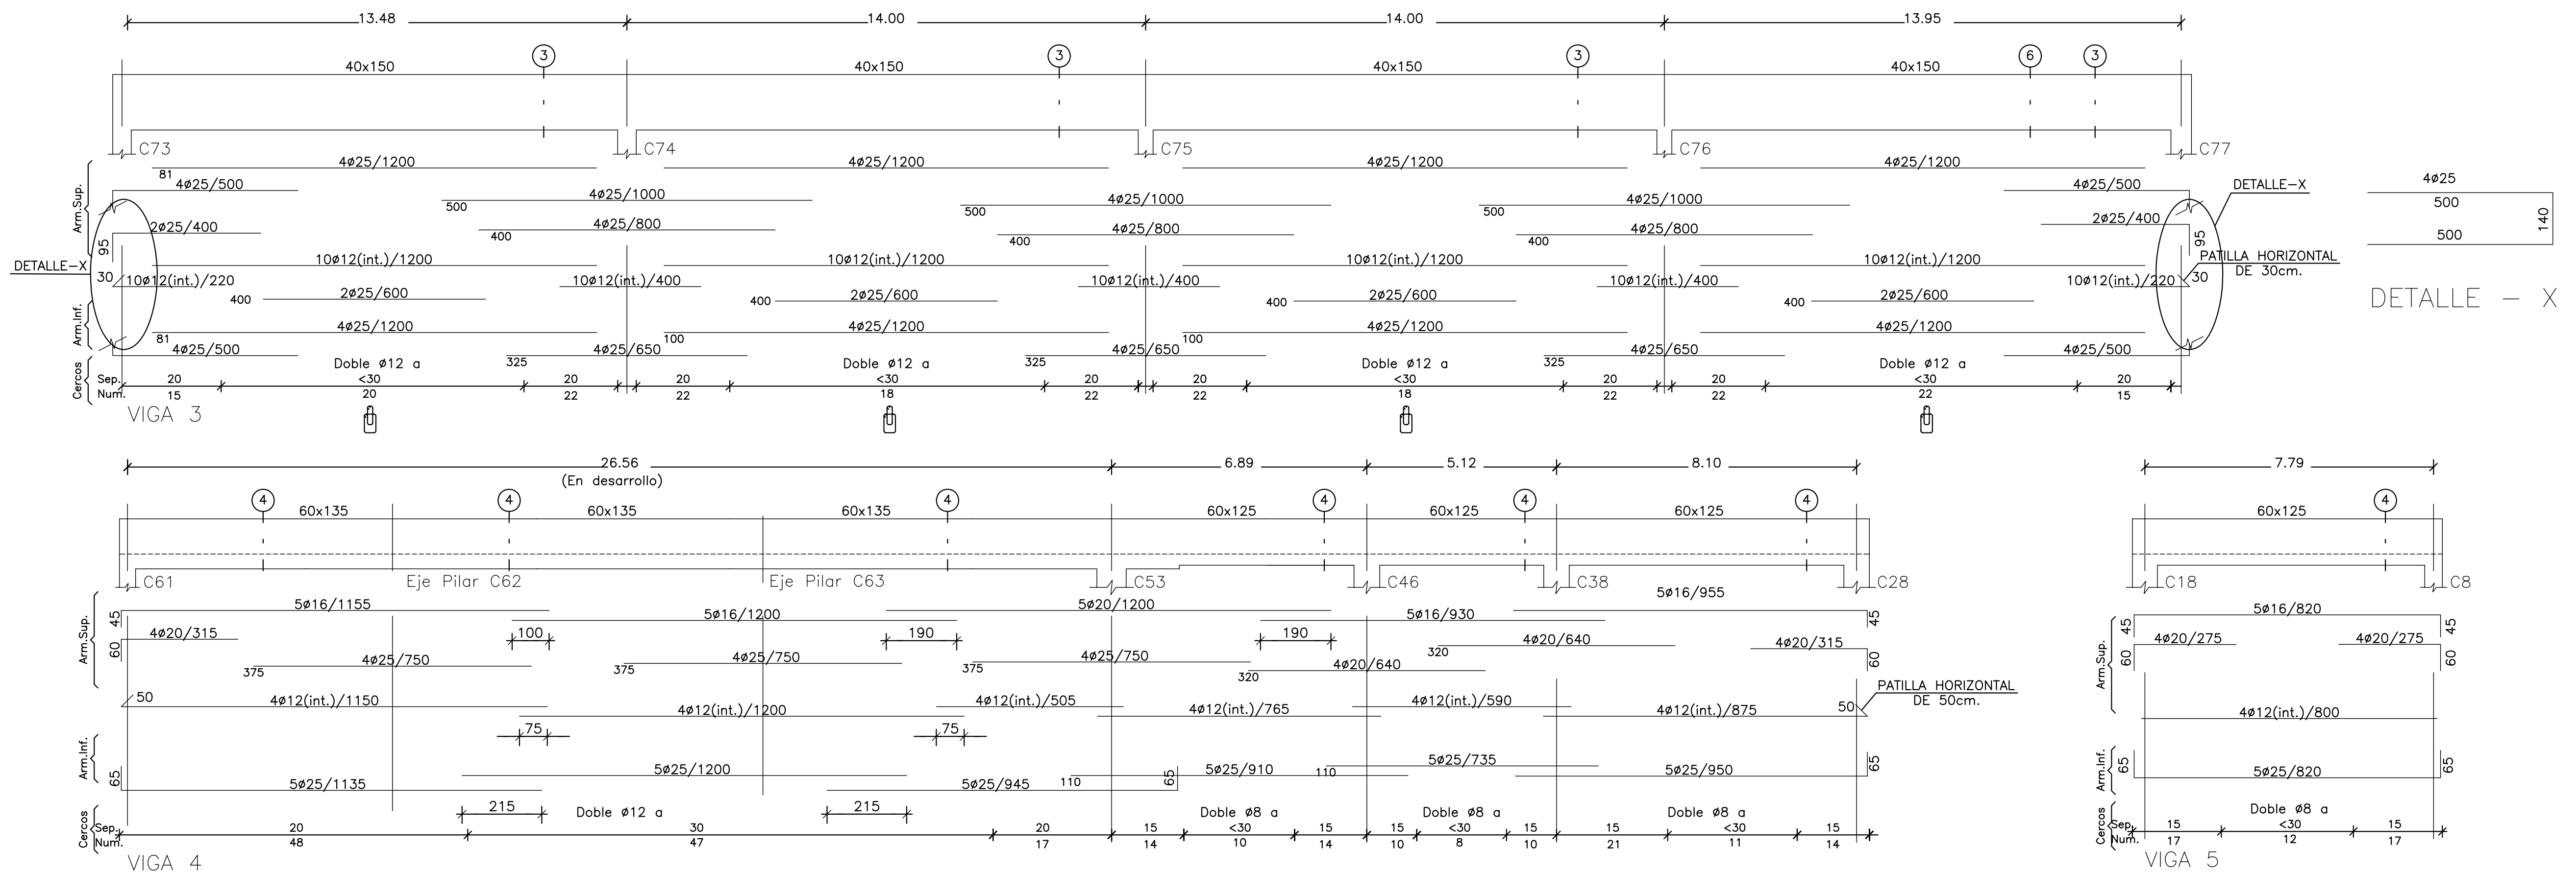 13.48 14.00 14.00 13.95
3 3 3 6 3
40x150 40x150 40x150 40x150
C73 C74 C75 C76 C77
Arm.Sup.
4ø25/1200 4ø25/1200 4ø25/1200 4ø25/1200
81
4ø25/500 4ø25/1000 4ø25/1000 4ø25/1000 4ø25/500
500 500 500
2ø25/400 4ø25/800 4ø25/800 4ø25/800 2ø25/400
400 400 400
95 95
DETALLE-X
DETALLE-X
10ø12(int.)/1200 10ø12(int.)/1200 10ø12(int.)/1200 10ø12(int.)/1200
PATILLA HORIZONTAL
DE 30cm.
30 10ø12(int.)/220 10ø12(int.)/400 10ø12(int.)/400 10ø12(int.)/400 10ø12(int.)/220 30
Arm.Inf.
400 2ø25/600 400 2ø25/600 400 2ø25/600 400 2ø25/600
4ø25/1200 4ø25/1200 4ø25/1200 4ø25/1200
81 100 100
4ø25/500 4ø25/650 4ø25/650 4ø25/650 4ø25/500
325 325 325
Doble ø12 a Doble ø12 a Doble ø12 a Doble ø12 a
Cercos
Sep. 20 <30 20 20 <30 20 20 <30 20 20 <30 20
Num. 15 20 22 22 18 22 22 18 22 22 22 15
VIGA 3
4ø25
500
140
500
DETALLE - X
26.56 6.89 5.12 8.10
(En desarrollo)
4 4 4 4 4 4
60x135 60x135 60x135 60x125 60x125 60x125
C61 Eje Pilar C62 Eje Pilar C63 C53 C46 C38 C28
Arm.Sup.
5ø16/1155 5ø16/1200 5ø20/1200 5ø16/930 5ø16/955
45 45
100 190 190
4ø20/315 4ø20/640 4ø20/315
60 320 60
4ø25/750 4ø25/750 4ø25/750 4ø20/640
375 375 375 320
50 4ø12(int.)/1150 4ø12(int.)/1200 4ø12(int.)/505 4ø12(int.)/765 4ø12(int.)/590 4ø12(int.)/875 50
PATILLA HORIZONTAL
DE 50cm.
75 75
Arm.Inf.
65 5ø25/1135 5ø25/1200 5ø25/945 110 65 5ø25/910 110 5ø25/735 5ø25/950 65
215 215
Doble ø12 a Doble ø8 a Doble ø8 a Doble ø8 a
Cercos
Sep. 20 30 20 15 <30 15 15 <30 15 15 <30 15
Num. 48 47 17 14 10 14 10 8 10 21 11 14
VIGA 4
7.79
4
60x125
C18 C8
Arm.Sup.
5ø16/820
45 45
4ø20/275 4ø20/275
60 60
4ø12(int.)/800
Arm.Inf.
65 5ø25/820 65
Doble ø8 a
Cercos
Sep. 15 <30 15
Num. 17 12 17
VIGA 5